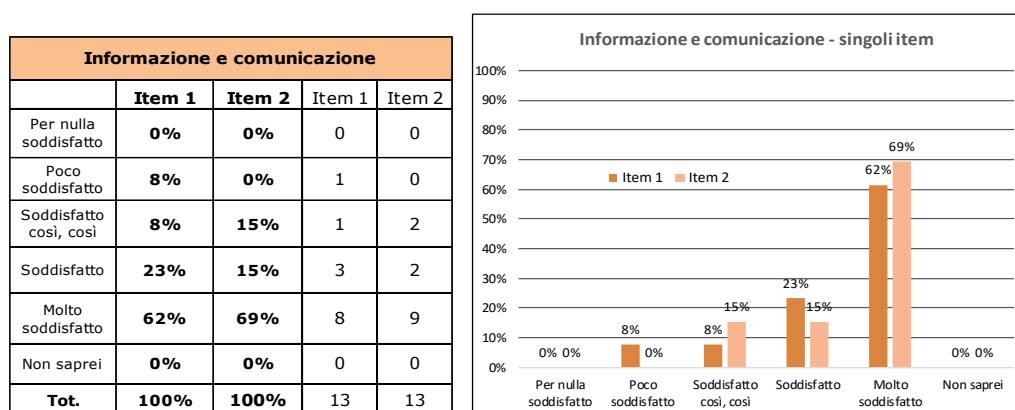 Informazione e comunicazione
Item 1 Item 2 Item 1 Item 2
Per nulla
soddisfatto
0% 0% 0 0
Poco
soddisfatto
8% 0% 1 0
Soddisfatto
così, così
8% 15% 1 2
Soddisfatto 23% 15% 3 2
Molto
soddisfatto
62% 69% 8 9
Non saprei 0% 0% 0 0
Tot. 100% 100% 13 13
Informazione e comunicazione - singoli item
100%
90%
80%
70%
60%
50%
40%
30%
20%
10%
0%
Item 1 Item 2
0% 0%
8% 0%
8% 15%
23% 15%
62% 69%
0% 0%
Per nulla
soddisfatto
Poco
soddisfatto
Soddisfatto
così, così
Soddisfatto
Molto
soddisfatto
Non saprei